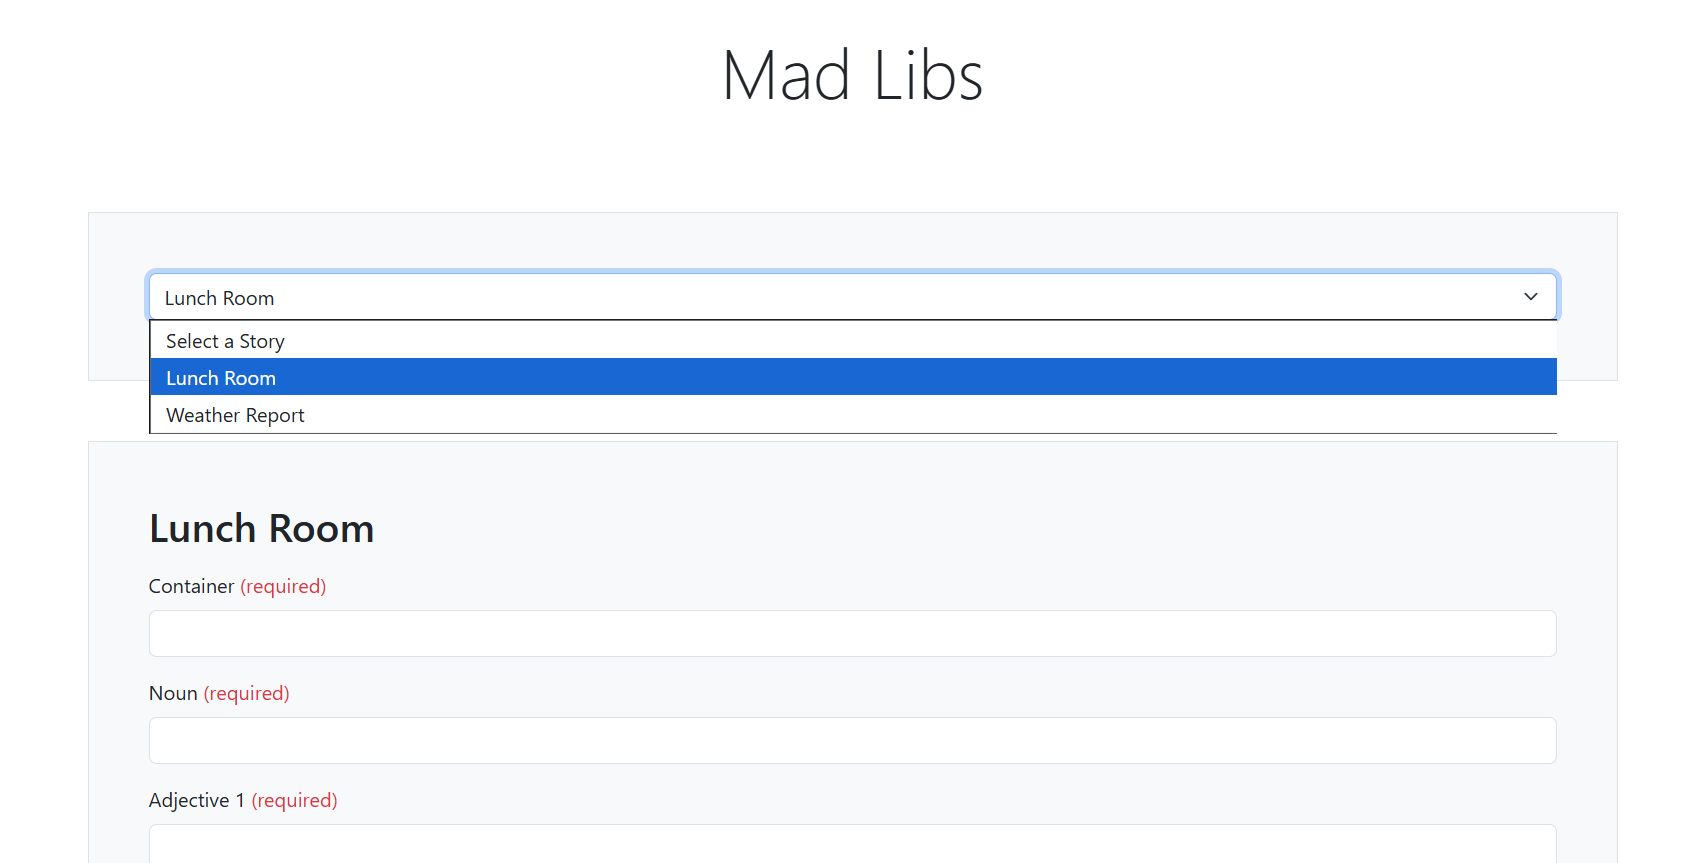 Mad Libs
Lunch Room
Select a Story
Lunch Room
Weather Report
Lunch Room
Container (required)
Noun (required)
Adjective 1 (required)